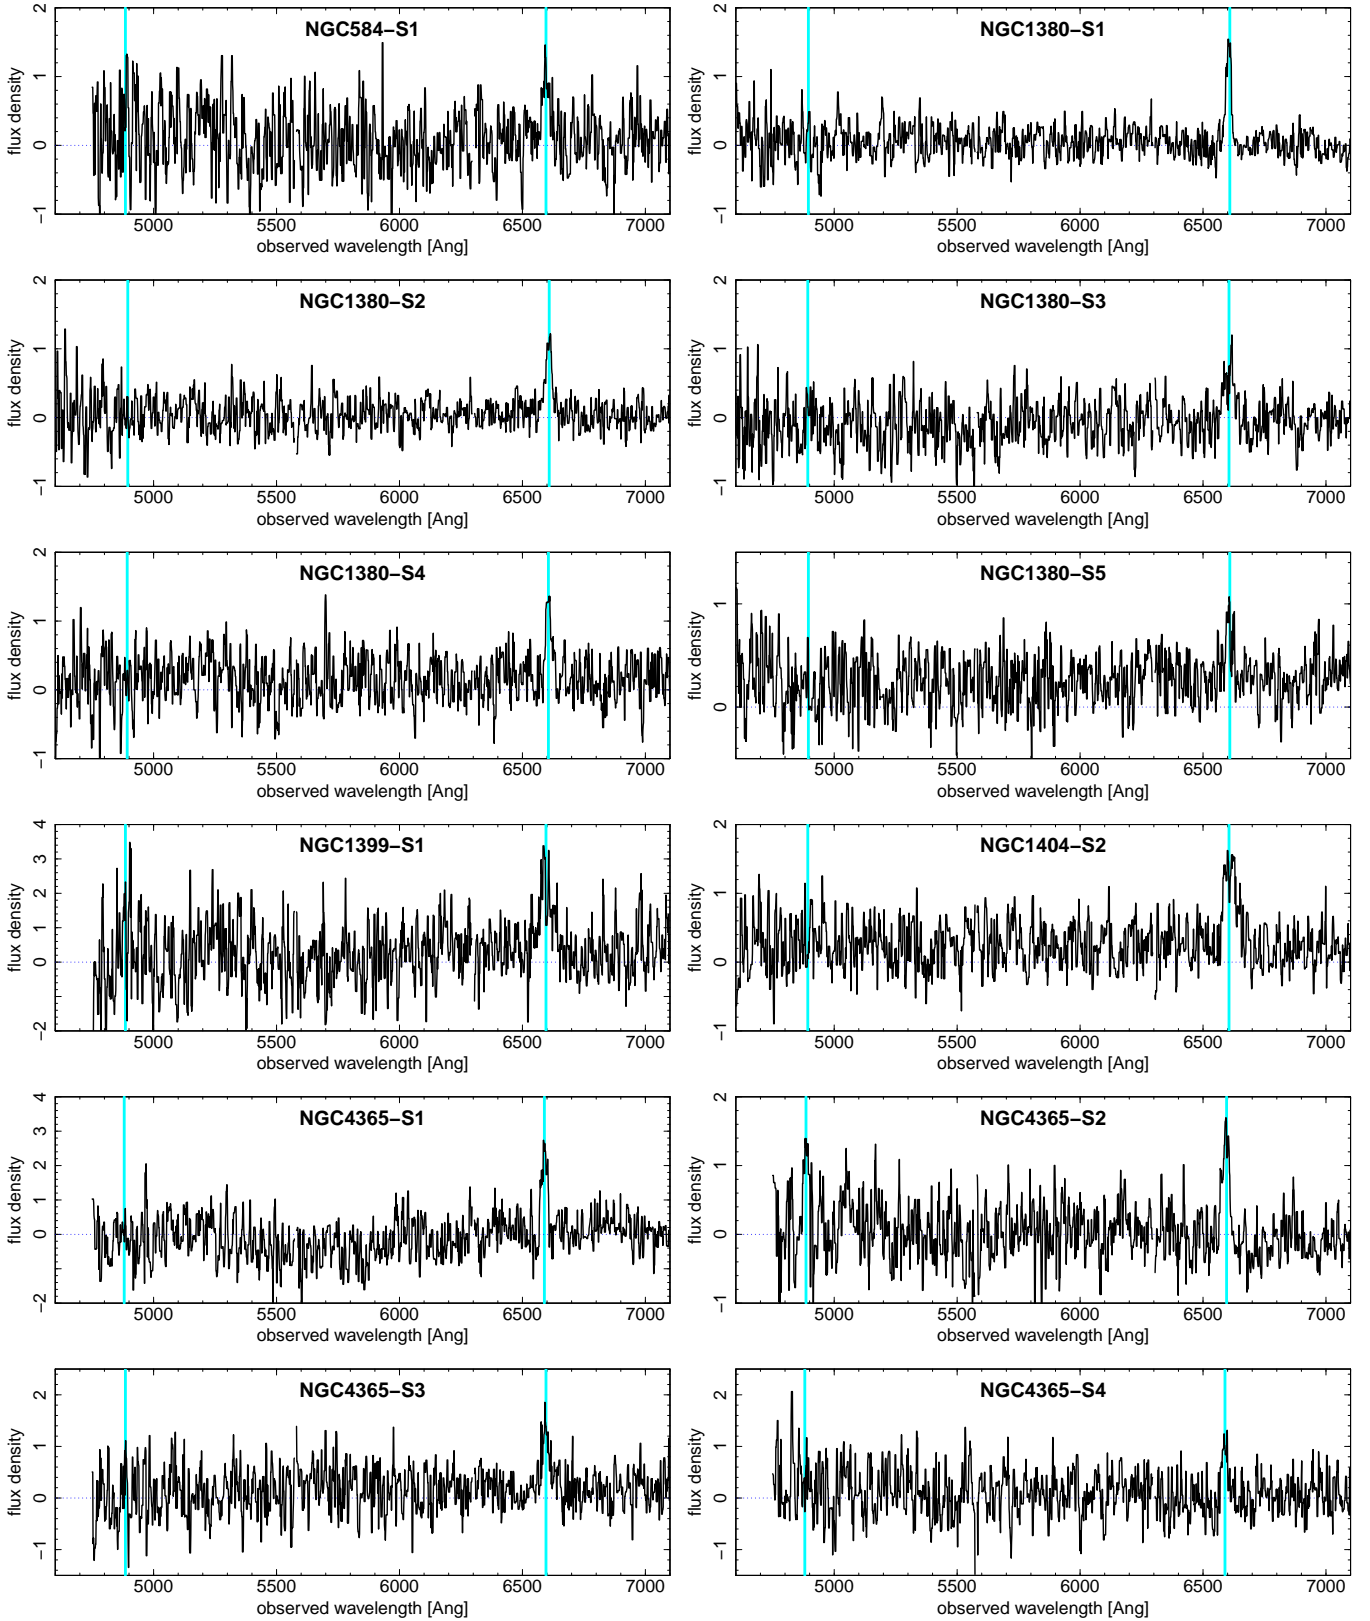 NGC584−S1
flux density
−1 0 1 2
5000 5500 6000 6500 7000
observed wavelength [Ang]
NGC1380−S1
flux density
−1 0 1 2
5000 5500 6000 6500 7000
observed wavelength [Ang]
NGC1380−S2
flux density
−1 0 1 2
5000 5500 6000 6500 7000
observed wavelength [Ang]
NGC1380−S3
flux density
−1 0 1 2
5000 5500 6000 6500 7000
observed wavelength [Ang]
NGC1380−S4
flux density
−1 0 1 2
5000 5500 6000 6500 7000
observed wavelength [Ang]
NGC1380−S5
flux density
0 1
5000 5500 6000 6500 7000
observed wavelength [Ang]
NGC1399−S1
flux density
−2 0 1 2 3 4
5000 5500 6000 6500 7000
observed wavelength [Ang]
NGC1404−S2
flux density
−1 0 1 2
5000 5500 6000 6500 7000
observed wavelength [Ang]
NGC4365−S1
flux density
−2 0 1 2 3 4
5000 5500 6000 6500 7000
observed wavelength [Ang]
NGC4365−S2
flux density
−1 0 1 2
5000 5500 6000 6500 7000
observed wavelength [Ang]
NGC4365−S3
flux density
−1 0 1 2
5000 5500 6000 6500 7000
observed wavelength [Ang]
NGC4365−S4
flux density
−1 0 1 2
5000 5500 6000 6500 7000
observed wavelength [Ang]